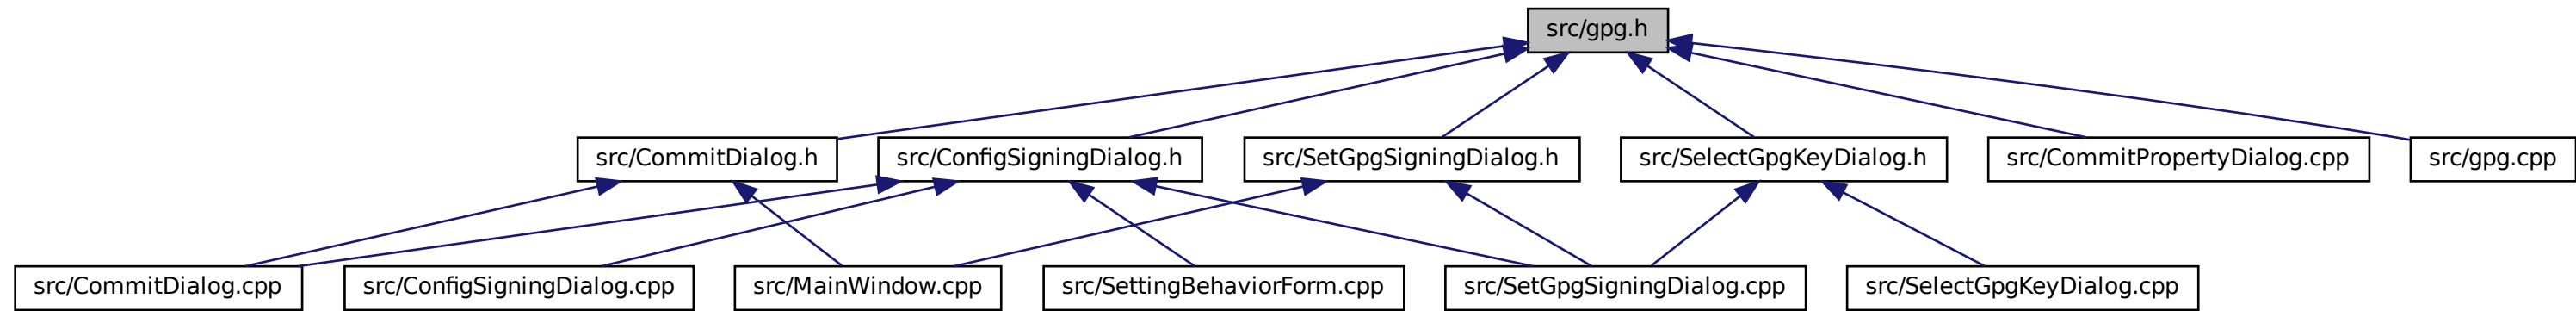 src/gpg.h
src/CommitDialog.h
src/ConfigSigningDialog.h
src/SetGpgSigningDialog.h
src/SelectGpgKeyDialog.h
src/CommitPropertyDialog.cpp
src/gpg.cpp
src/CommitDialog.cpp
src/ConfigSigningDialog.cpp
src/MainWindow.cpp
src/SettingBehaviorForm.cpp
src/SetGpgSigningDialog.cpp
src/SelectGpgKeyDialog.cpp